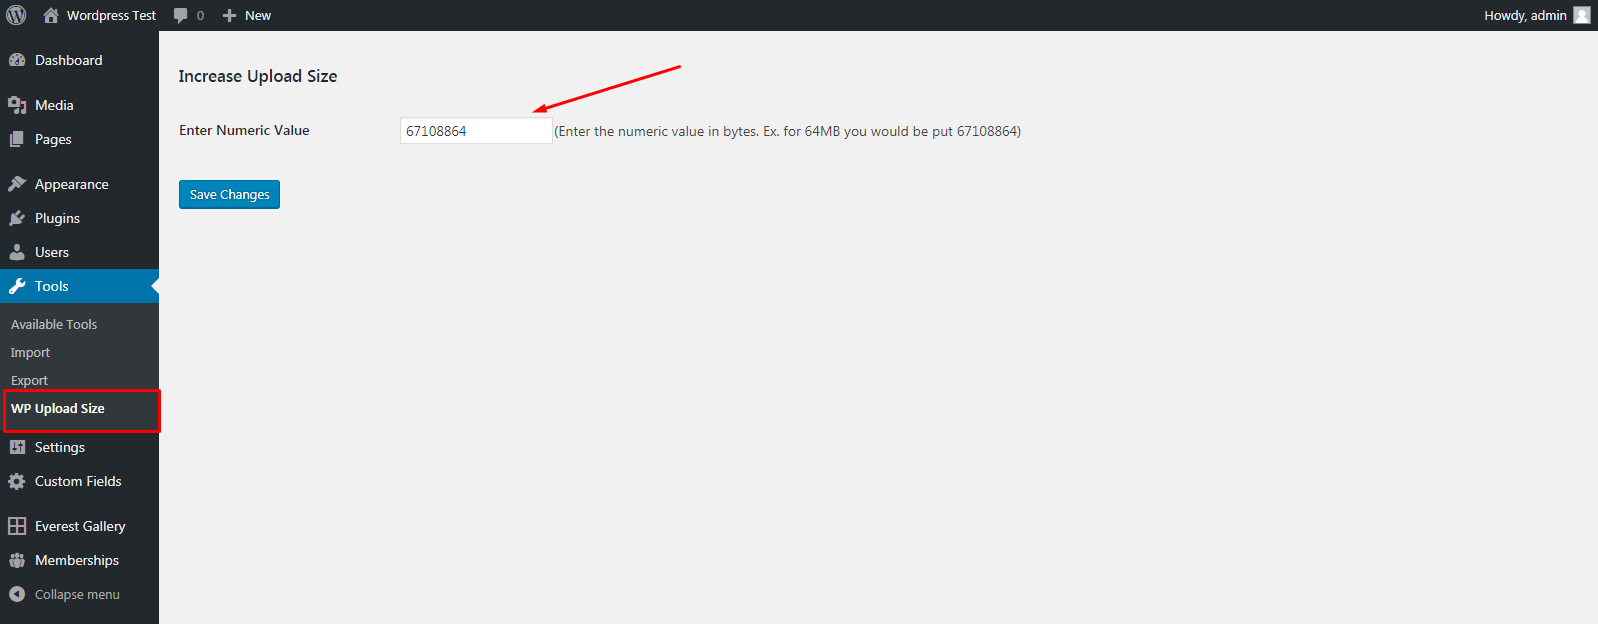 Wordpress Test 0 New Howdy, admin
Dashboard
Media
Pages
Appearance
Plugins
Users
Tools
Available Tools
Import
Export
WP Upload Size
Settings
Custom Fields
Everest Gallery
Memberships
Collapse menu
Increase Upload Size
Enter Numeric Value 67108864 (Enter the numeric value in bytes. Ex. for 64MB you would be put 67108864)
Save Changes